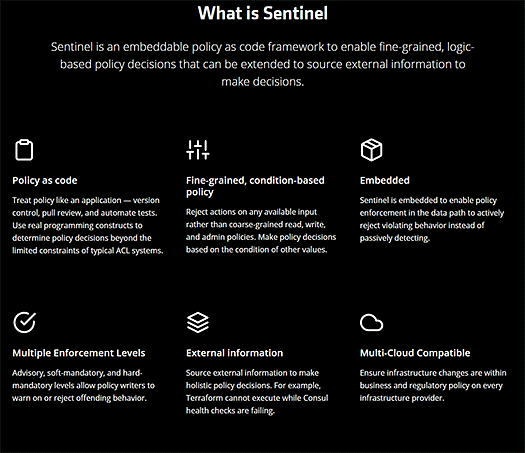 What is Sentinel
Sentinel is an embeddable policy as code framework to enable fine-grained, logic-
based policy decisions that can be extended to source external information to
make decisions.
Policy as code
Treat policy like an application — version
control, pull review, and automate tests.
Use real programming constructs to
determine policy decisions beyond the
limited constraints of typical ACL systems.
Fine-grained, condition-based
policy
Reject actions on any available input
rather than coarse-grained read, write,
and admin policies. Make policy decisions
based on the condition of other values.
Embedded
Sentinel is embedded to enable policy
enforcement in the data path to actively
reject violating behavior instead of
passively detecting.
Multiple Enforcement Levels
Advisory, soft-mandatory, and hard-
mandatory levels allow policy writers to
warn on or reject offending behavior.
External information
Source external information to make
holistic policy decisions. For example,
Terraform cannot execute while Consul
health checks are failing.
Multi-Cloud Compatible
Ensure infrastructure changes are within
business and regulatory policy on every
infrastructure provider.